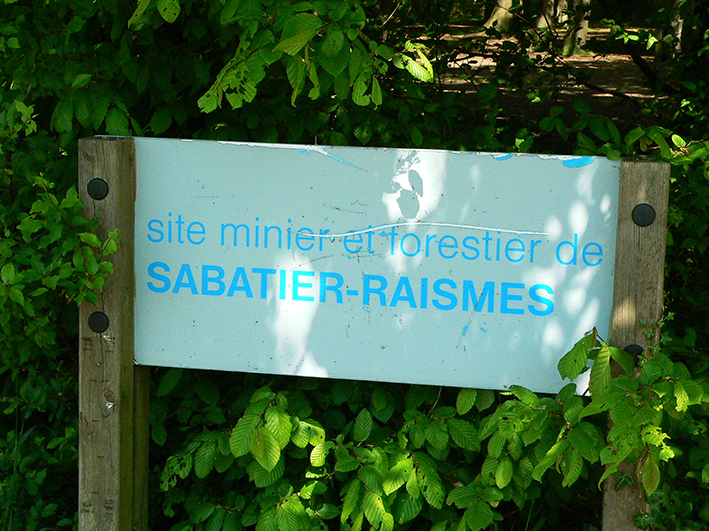 site minier et forestier de
SABATIER-RAISMES